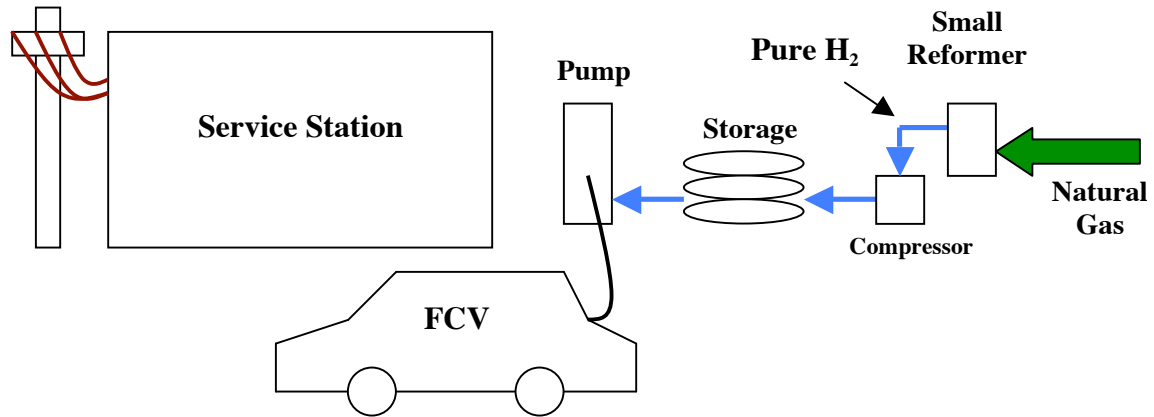 Small
Reformer
Pure H₂
Pump
Service Station
Storage
Natural
Gas
Compressor
FCV